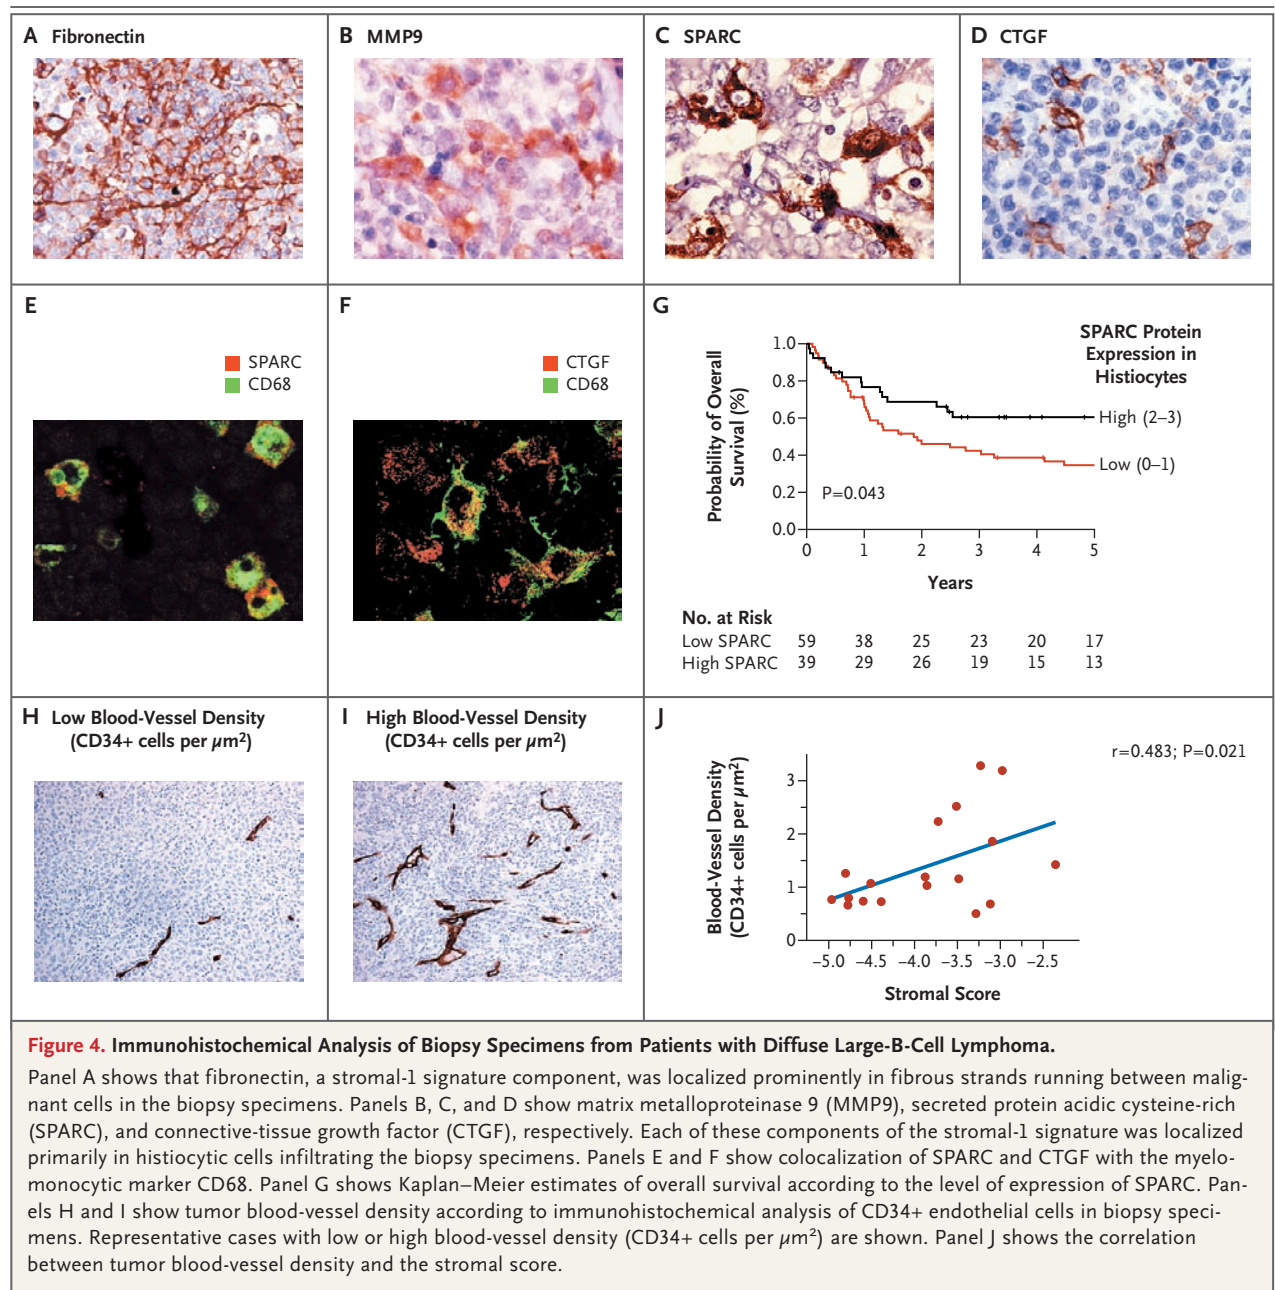 A Fibronectin
B MMP9
C SPARC
D CTGF
E
SPARC
CD68
F
CTGF
CD68
G
SPARC Protein
Expression in
Histiocytes
Probability of Overall
Survival (%)
1.0
0.8
0.6
0.4
0.2
0.0
High (2–3)
Low (0–1)
P=0.043
0 1 2 3 4 5
Years
No. at Risk
Low SPARC 59 38 25 23 20 17
High SPARC 39 29 26 19 15 13
H Low Blood-Vessel Density
(CD34+ cells per µm²)
I High Blood-Vessel Density
(CD34+ cells per µm²)
J
r=0.483; P=0.021
Blood-Vessel Density
(CD34+ cells per µm²)
3
2
1
0
–5.0 –4.5 –4.0 –3.5 –3.0 –2.5
Stromal Score
Figure 4. Immunohistochemical Analysis of Biopsy Specimens from Patients with Diffuse Large-B-Cell Lymphoma.
Panel A shows that fibronectin, a stromal-1 signature component, was localized prominently in fibrous strands running between malig-
nant cells in the biopsy specimens. Panels B, C, and D show matrix metalloproteinase 9 (MMP9), secreted protein acidic cysteine-rich
(SPARC), and connective-tissue growth factor (CTGF), respectively. Each of these components of the stromal-1 signature was localized
primarily in histiocytic cells infiltrating the biopsy specimens. Panels E and F show colocalization of SPARC and CTGF with the myelo-
monocytic marker CD68. Panel G shows Kaplan–Meier estimates of overall survival according to the level of expression of SPARC. Pan-
els H and I show tumor blood-vessel density according to immunohistochemical analysis of CD34+ endothelial cells in biopsy speci-
mens. Representative cases with low or high blood-vessel density (CD34+ cells per µm²) are shown. Panel J shows the correlation
between tumor blood-vessel density and the stromal score.